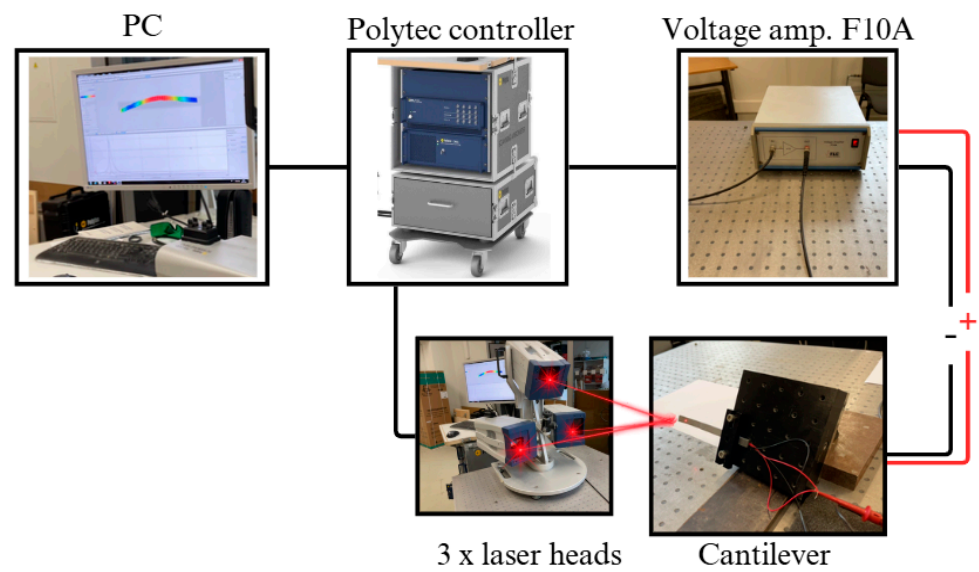 PC
Polytec controller
Voltage amp. F10A
-
+
3 x laser heads
Cantilever